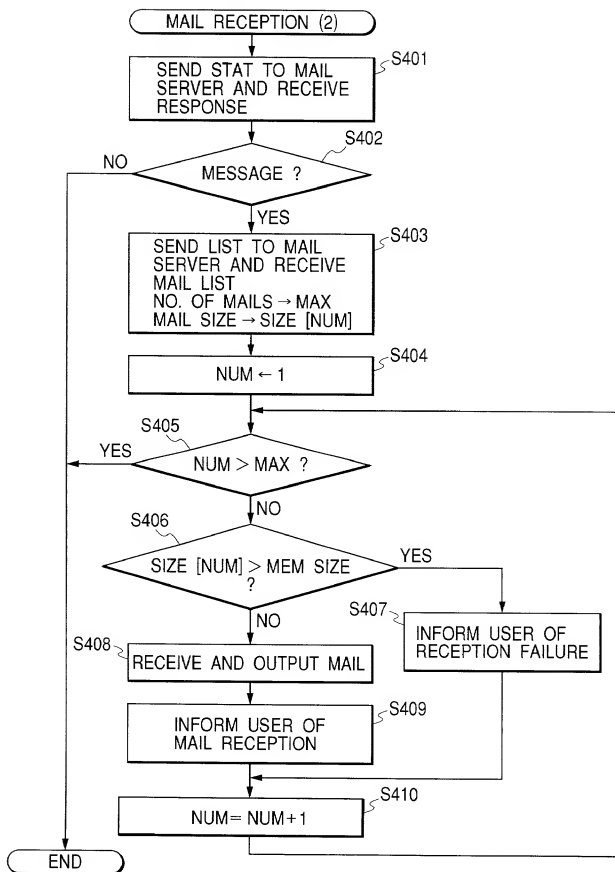 MAIL RECEPTION (2)
SEND STAT TO MAIL
SERVER AND RECEIVE
RESPONSE
S401
S402
MESSAGE ?
NO
YES
SEND LIST TO MAIL
SERVER AND RECEIVE
MAIL LIST
NO. OF MAILS → MAX
MAIL SIZE → SIZE [NUM]
S403
NUM ← 1
S404
S405
YES
NUM > MAX ?
NO
S406
SIZE [NUM] > MEM SIZE
?
YES
NO
S407
INFORM USER OF
RECEPTION FAILURE
S408
RECEIVE AND OUTPUT MAIL
INFORM USER OF
MAIL RECEPTION
S409
NUM = NUM+1
S410
END